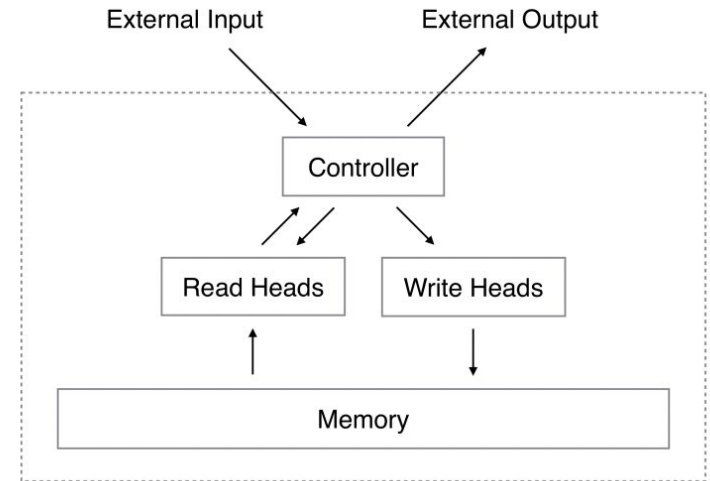 External Input
External Output
Controller
Read Heads
Write Heads
Memory